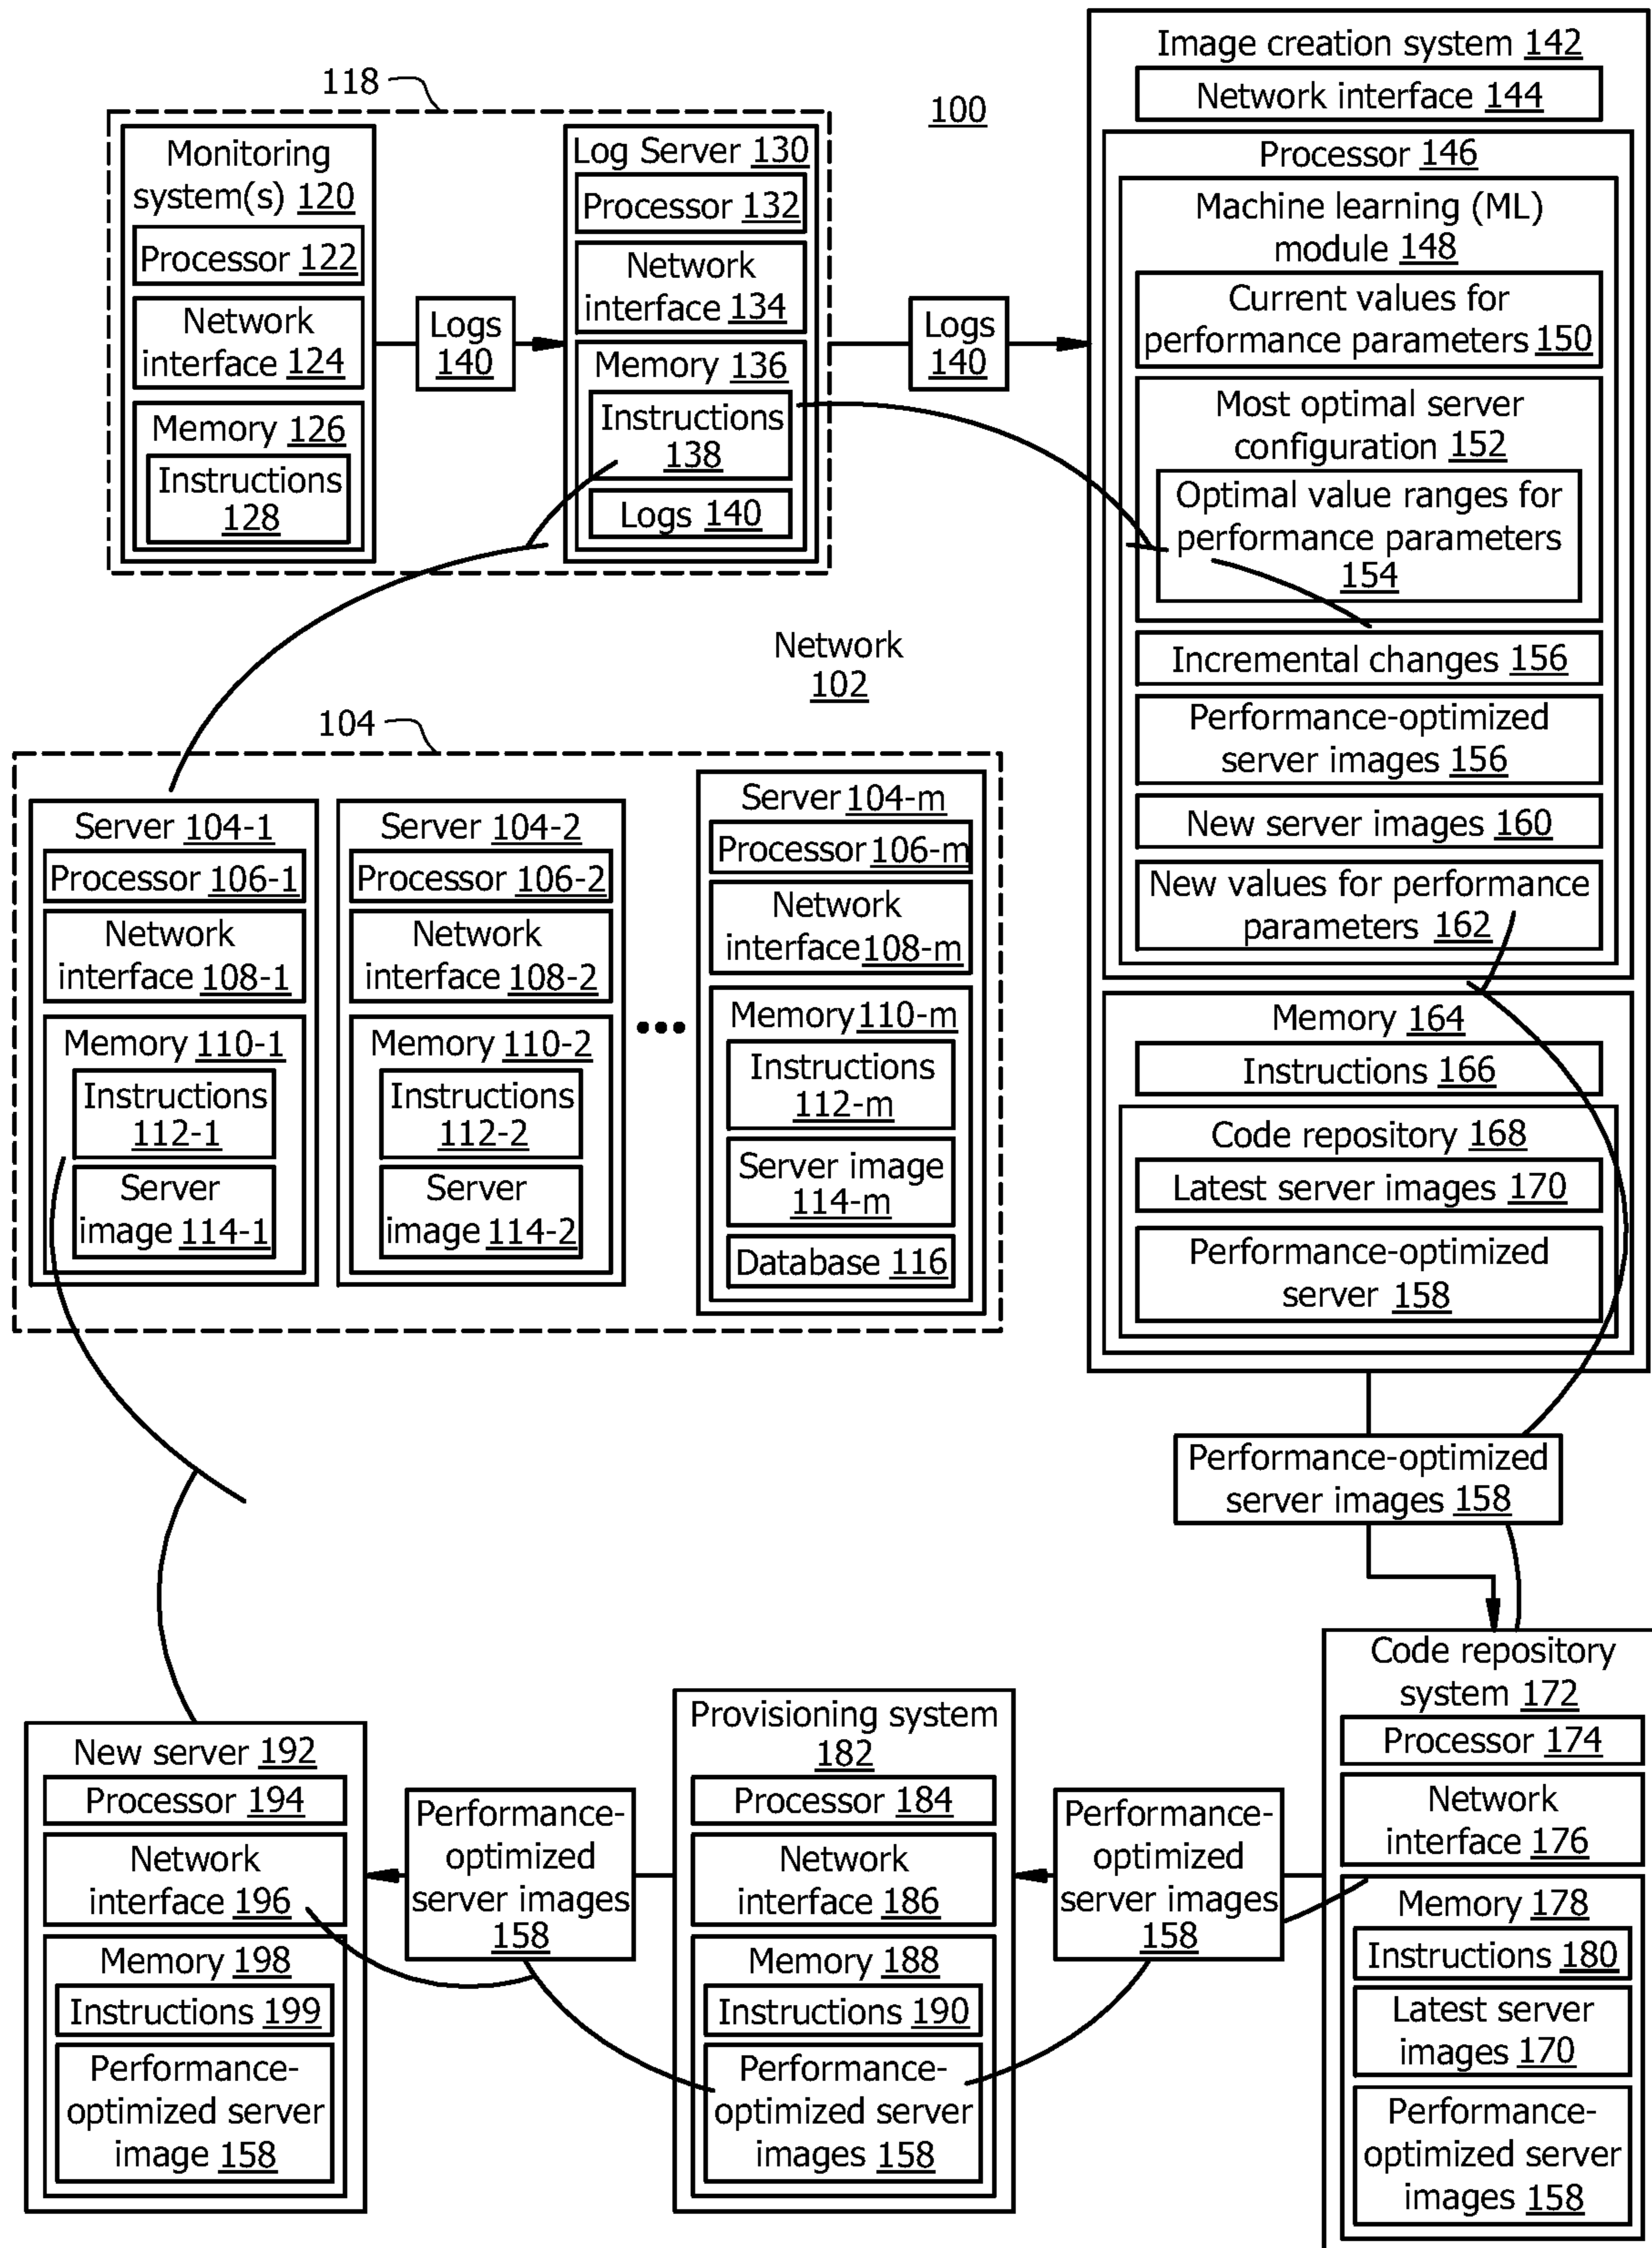 118
100
Monitoring
system(s) 120
Processor 122
Network
interface 124
Memory 126
Instructions
128
Logs
140
Log Server 130
Processor 132
Network
interface 134
Memory 136
Instructions
138
Logs 140
Logs
140
Image creation system 142
Network interface 144
Processor 146
Machine learning (ML)
module 148
Current values for
performance parameters 150
Most optimal server
configuration 152
Optimal value ranges for
performance parameters
154
Incremental changes 156
Performance-optimized
server images 156
New server images 160
New values for performance
parameters 162
Memory 164
Instructions 166
Code repository 168
Latest server images 170
Performance-optimized
server 158
Network
102
104
Server 104-1
Processor 106-1
Network
interface 108-1
Memory 110-1
Instructions
112-1
Server
image 114-1
Server 104-2
Processor 106-2
Network
interface 108-2
Memory 110-2
Instructions
112-2
Server
image 114-2
•••
Server 104-m
Processor 106-m
Network
interface 108-m
Memory 110-m
Instructions
112-m
Server image
114-m
Database 116
Performance-optimized
server images 158
Code repository
system 172
Processor 174
Network
interface 176
Memory 178
Instructions 180
Latest server
images 170
Performance-
optimized server
images 158
Performance-
optimized
server images
158
Provisioning system
182
Processor 184
Network
interface 186
Memory 188
Instructions 190
Performance-
optimized server
images 158
Performance-
optimized
server images
158
New server 192
Processor 194
Network
interface 196
Memory 198
Instructions 199
Performance-
optimized server
image 158